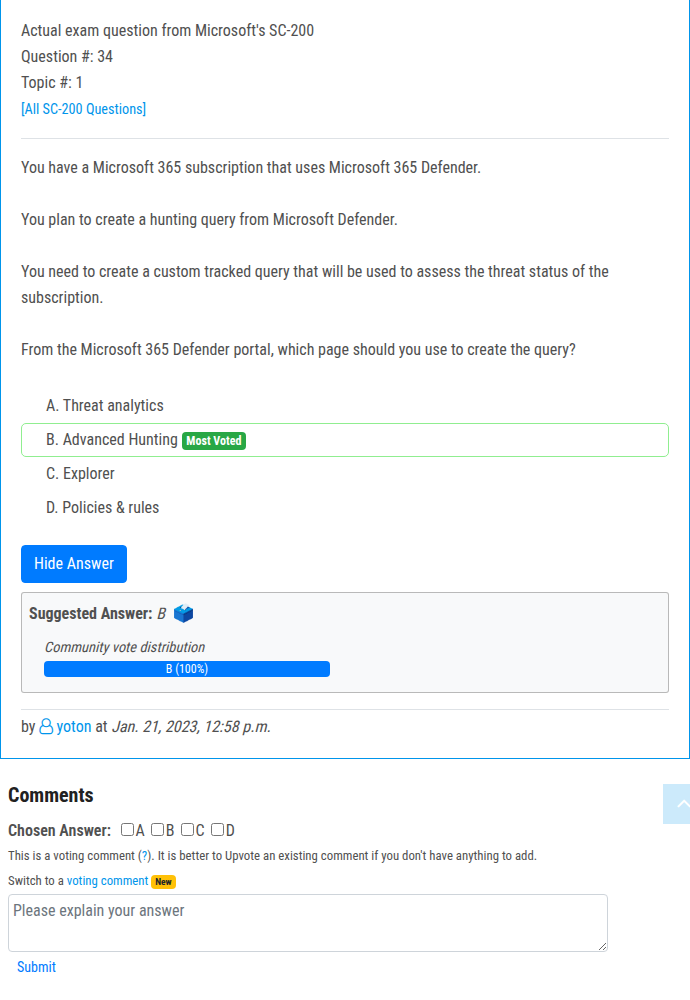 Actual exam question from Microsoft's SC-200
Question #: 34
Topic #: 1
[All SC-200 Questions]
You have a Microsoft 365 subscription that uses Microsoft 365 Defender.
You plan to create a hunting query from Microsoft Defender.
You need to create a custom tracked query that will be used to assess the threat status of the
subscription.
From the Microsoft 365 Defender portal, which page should you use to create the query?
A. Threat analytics
B. Advanced Hunting Most Voted
C. Explorer
D. Policies & rules
Hide Answer
Suggested Answer: B
Community vote distribution
B (100%)
by yoton at Jan. 21, 2023, 12:58 p.m.
Comments
Chosen Answer: A B C D
This is a voting comment (?). It is better to Upvote an existing comment if you don't have anything to add.
Switch to a voting comment New
Please explain your answer
Submit